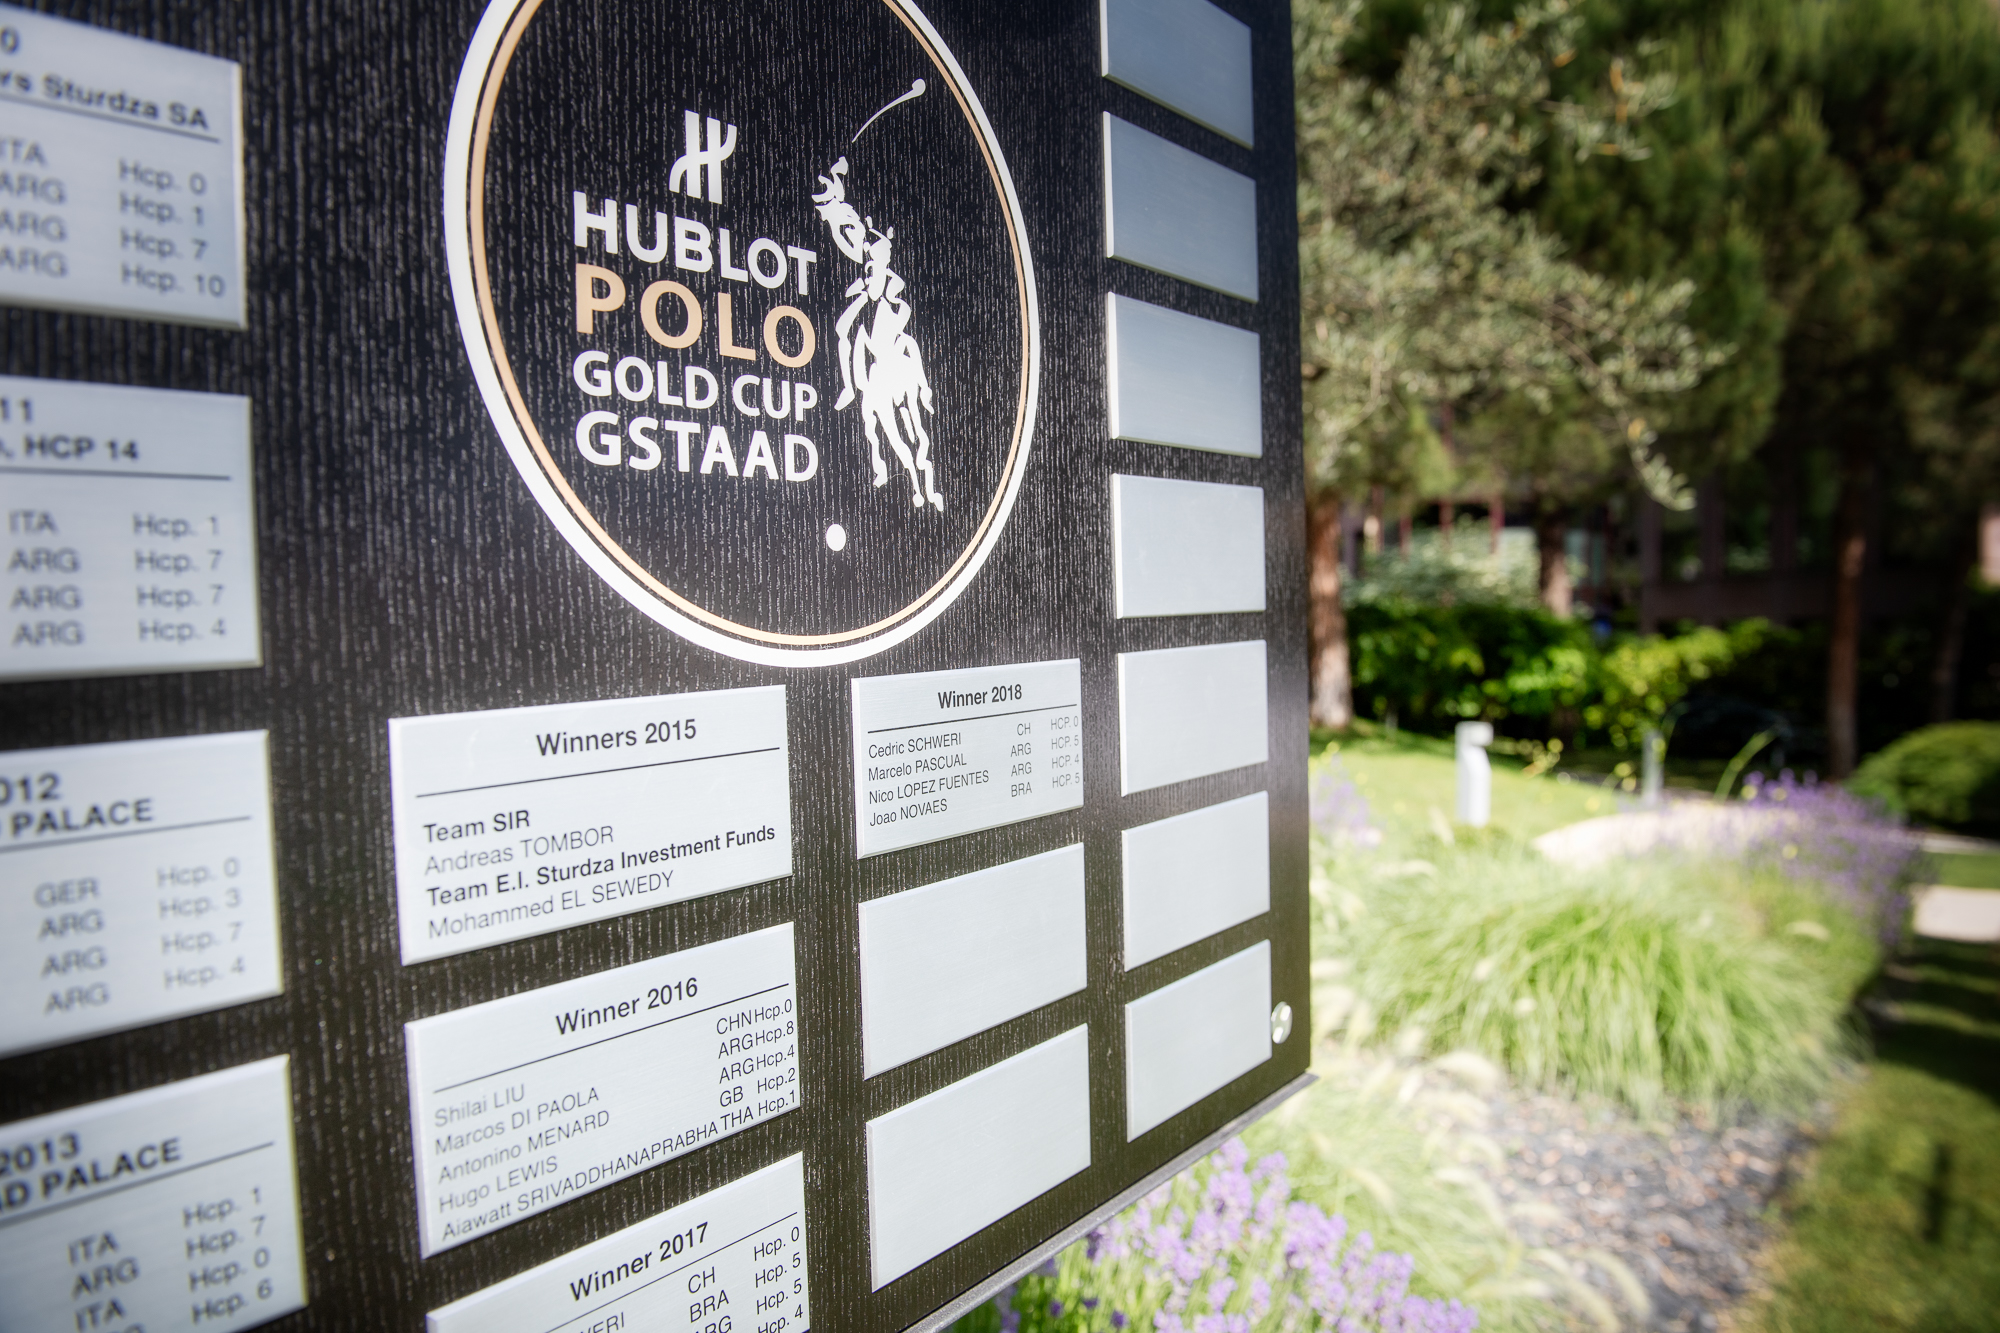 0
rs Sturdza SA
ITA Hcp. 0
ARG Hcp. 1
ARG Hcp. 7
ARG Hcp. 10
11
HCP 14
ITA Hcp. 1
ARG Hcp. 7
ARG Hcp. 7
ARG Hcp. 4
012
PALACE
GER Hcp. 0
ARG Hcp. 3
ARG Hcp. 7
ARG Hcp. 4
2013
AD PALACE
ITA Hcp. 1
ARG Hcp. 7
ITA Hcp. 0
Hcp. 6
HUBLOT
POLO
GOLD CUP
GSTAAD
Winners 2015
Team SIR
Andreas TOMBOR
Team E.I. Sturdza Investment Funds
Mohammed EL SEWEDY
Winner 2016
Shilai LIU CHN Hcp.0
Marcos DI PAOLA ARG Hcp.8
Antonino MENARD ARG Hcp.4
Hugo LEWIS GB Hcp.2
Aiawatt SRIVADDHANAPRABHA THA Hcp.1
Winner 2017
ERI CH Hcp. 0
BRA Hcp. 5
RG Hcp. 5
Hcp. 4
Winner 2018
Cedric SCHWERI CH HCP. 0
Marcelo PASCUAL ARG HCP. 5
Nico LOPEZ FUENTES ARG HCP. 4
Joao NOVAES BRA HCP. 5